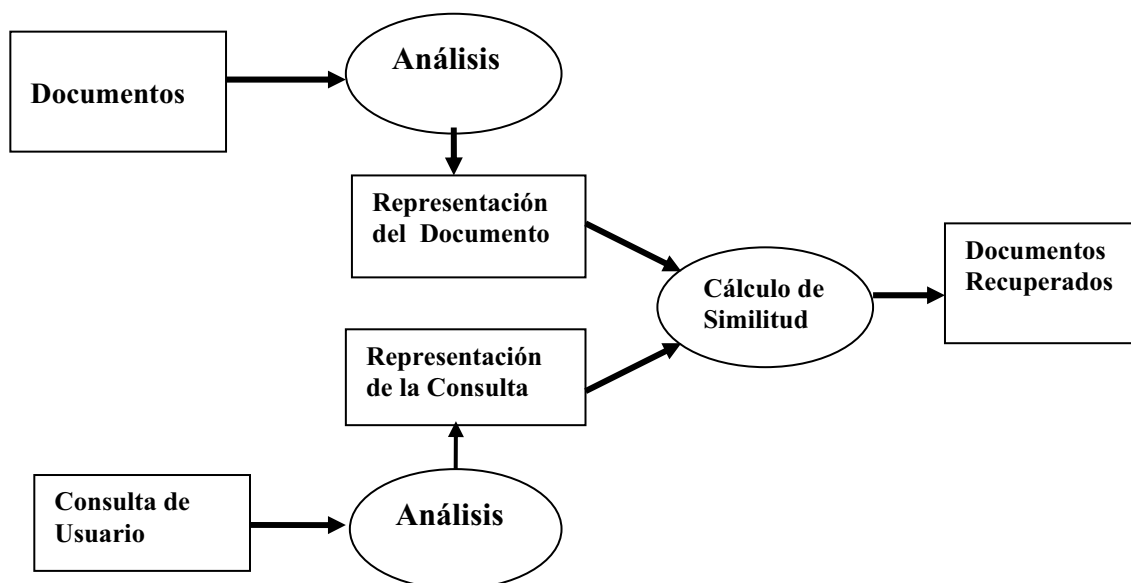 Documentos
Análisis
Representación
del Documento
Documentos
Recuperados
Cálculo de
Similitud
Representación
de la Consulta
Consulta de
Usuario
Análisis